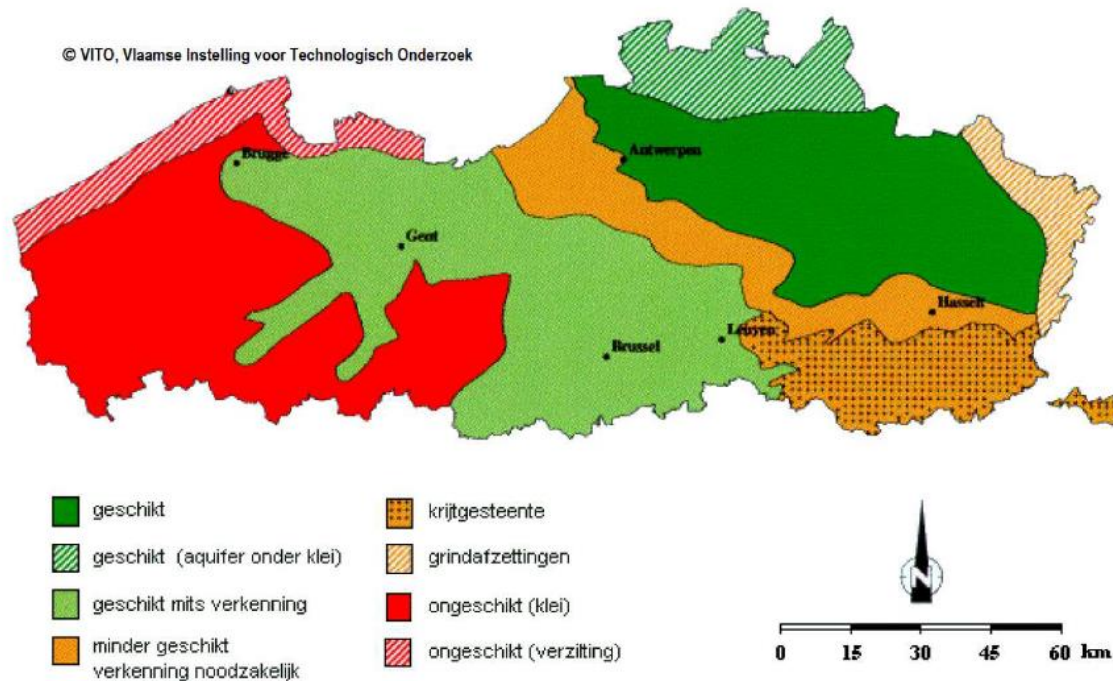 © VITO, Vlaamse Instelling voor Technologisch Onderzoek
Brugge
Antwerpen
Gent
Hasselt
Leuven
Brussel
geschikt
geschikt (aquifer onder klei)
geschikt mits verkenning
minder geschikt
verkenning noodzakelijk
krijtgesteente
grindafzettingen
ongeschikt (klei)
ongeschikt (verzilting)
N
0 15 30 45 60 km